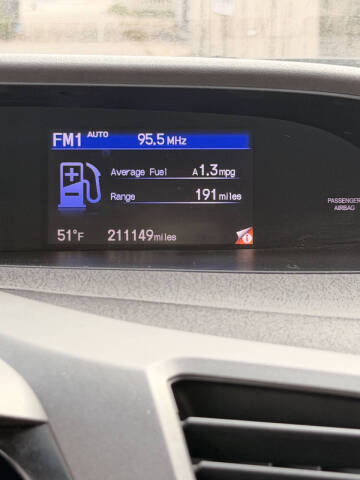 FM1 AUTO 95.5 MHz
Average Fuel A 1.3 mpg
Range 191 miles
PASSENGER
AIRBAG
51°F 211149 miles